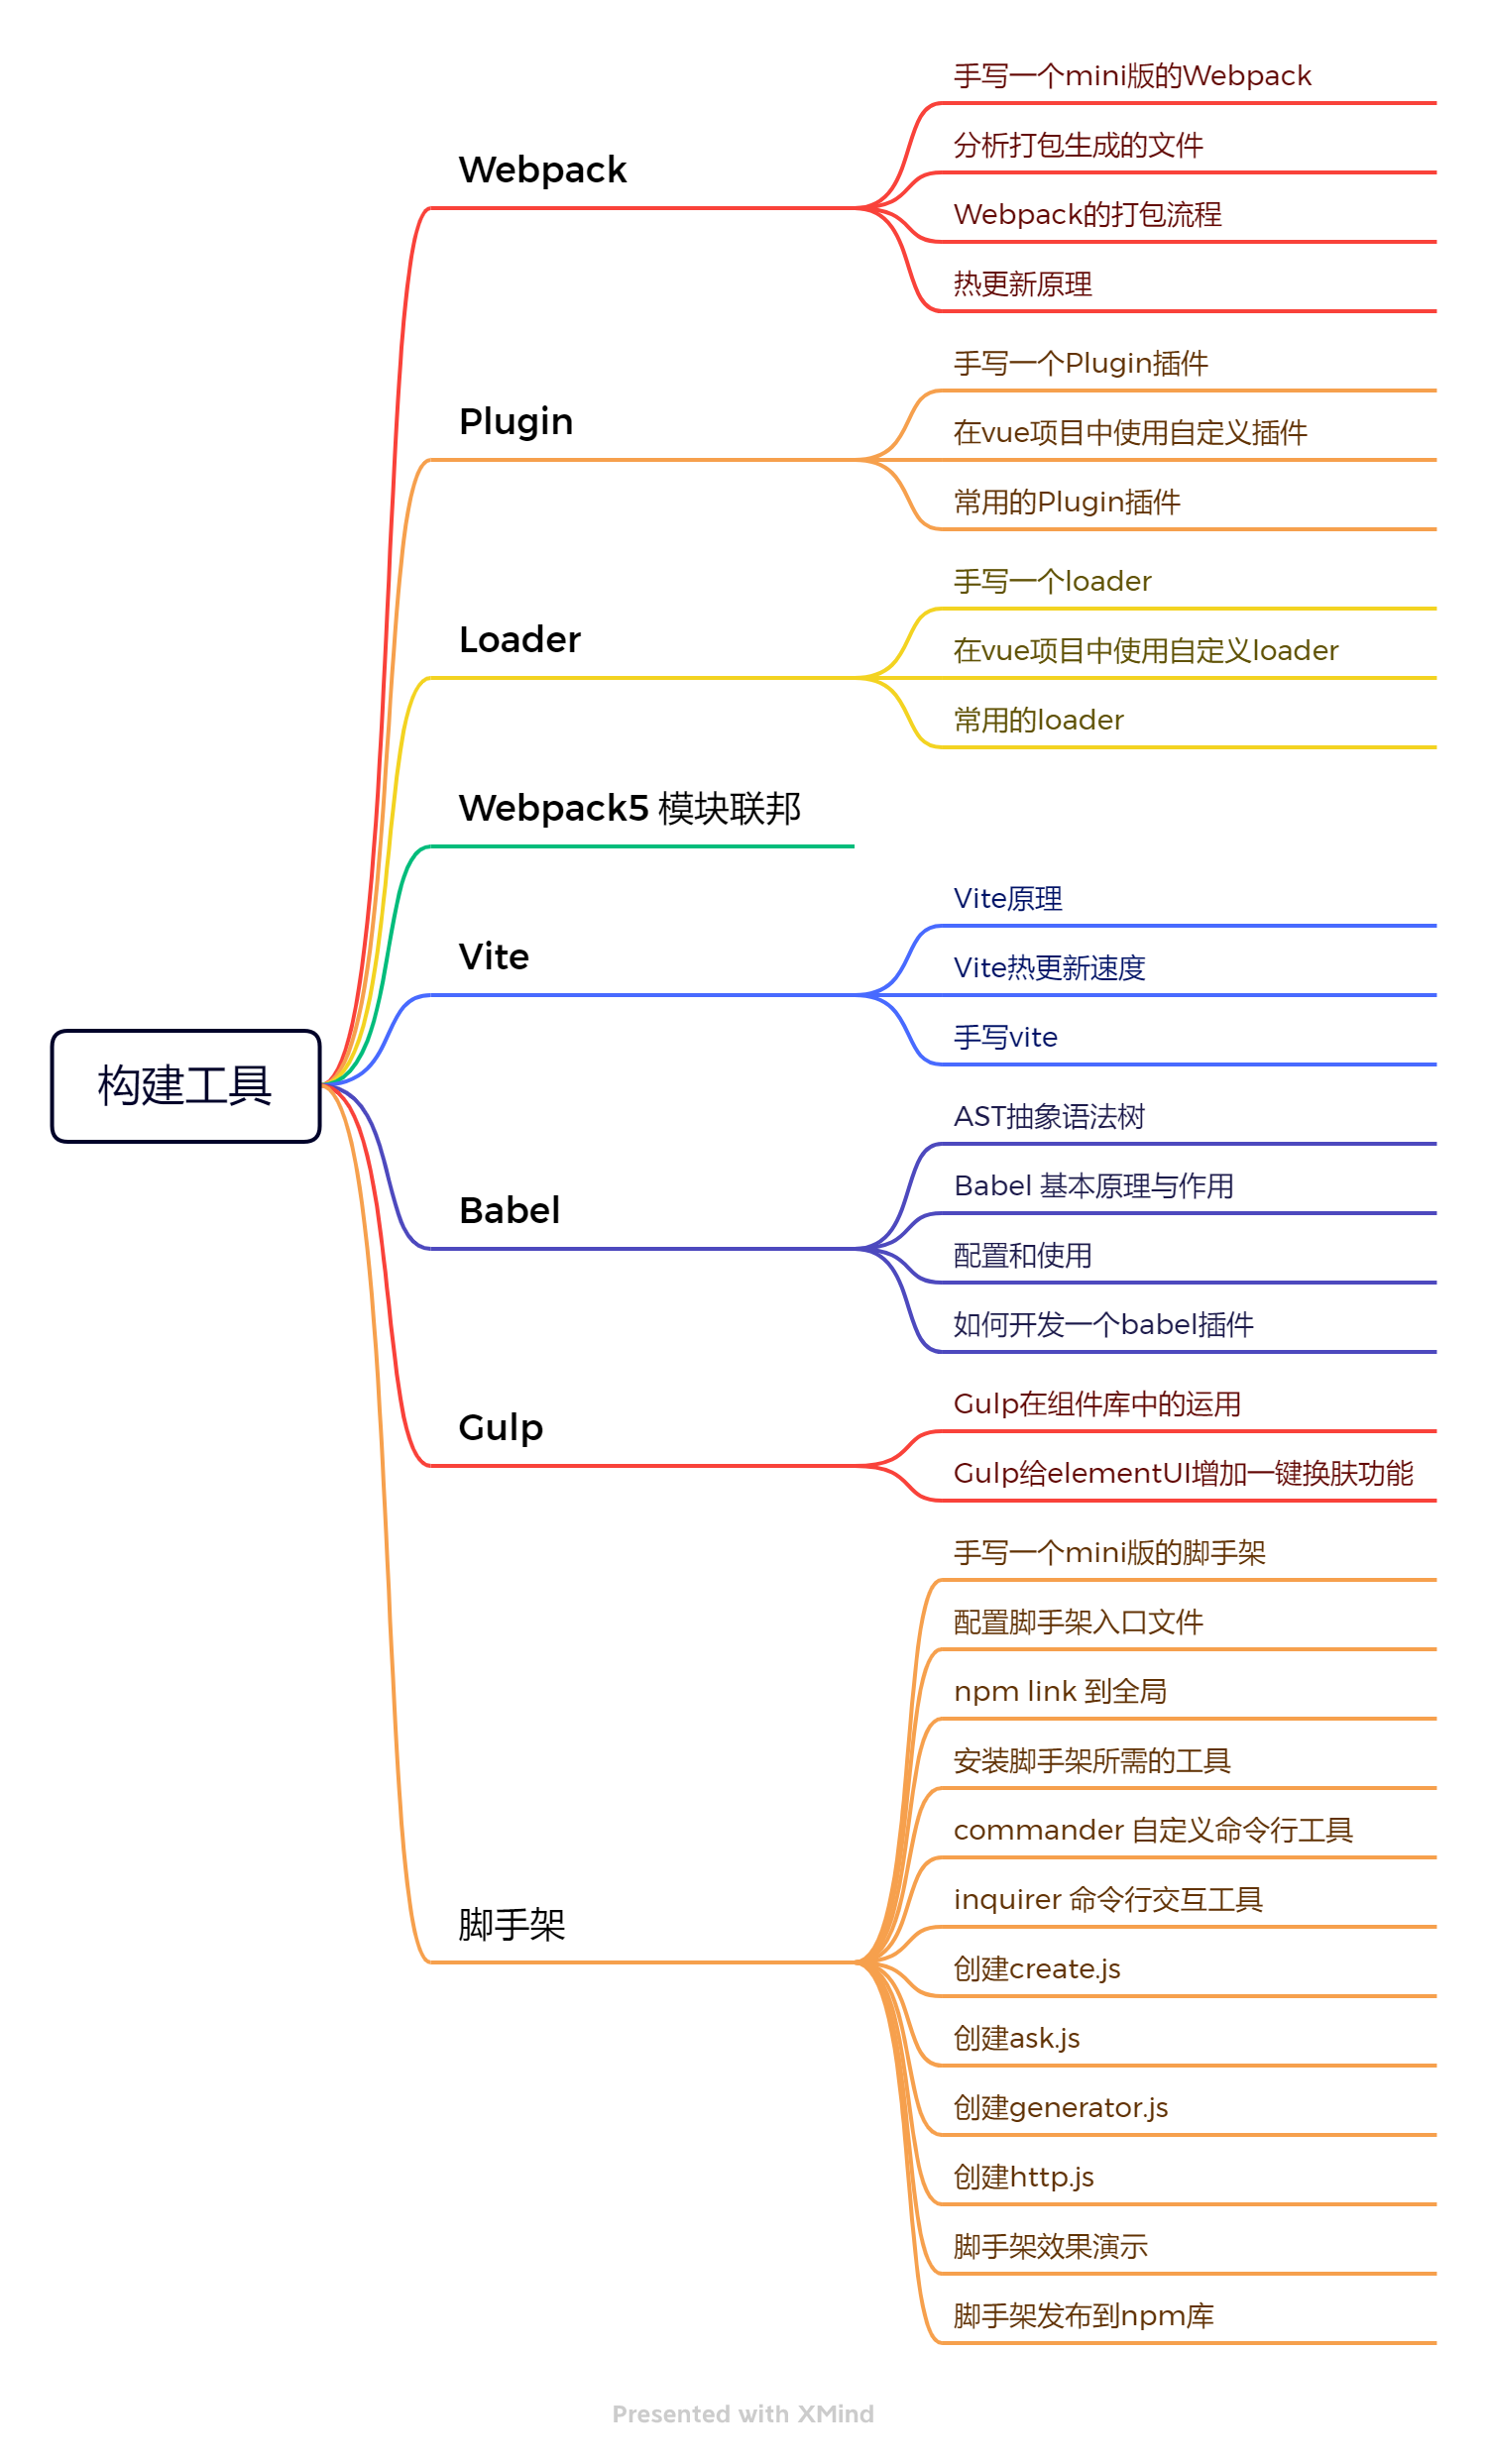 构建工具
Webpack
手写一个mini版的Webpack
分析打包生成的文件
Webpack的打包流程
热更新原理
Plugin
手写一个Plugin插件
在vue项目中使用自定义插件
常用的Plugin插件
Loader
手写一个loader
在vue项目中使用自定义loader
常用的loader
Webpack5 模块联邦
Vite
Vite原理
Vite热更新速度
手写vite
Babel
AST抽象语法树
Babel 基本原理与作用
配置和使用
如何开发一个babel插件
Gulp
Gulp在组件库中的运用
Gulp给elementUI增加一键换肤功能
脚手架
手写一个mini版的脚手架
配置脚手架入口文件
npm link 到全局
安装脚手架所需的工具
commander 自定义命令行工具
inquirer 命令行交互工具
创建create.js
创建ask.js
创建generator.js
创建http.js
脚手架效果演示
脚手架发布到npm库
Presented with XMind